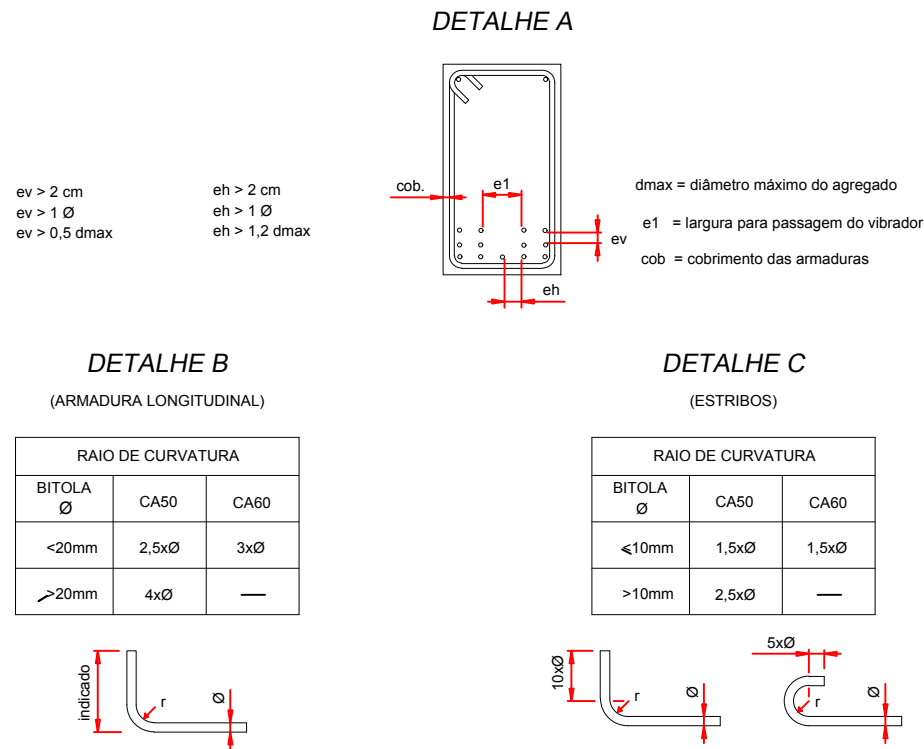 DETALHE A
ev > 2 cm
ev > 1 Ø
ev > 0,5 dmax
eh > 2 cm
eh > 1 Ø
eh > 1,2 dmax
cob.
e1
ev
eh
dmax = diâmetro máximo do agregado
e1 = largura para passagem do vibrador
cob = cobrimento das armaduras
DETALHE B
(ARMADURA LONGITUDINAL)
RAIO DE CURVATURA
BITOLA Ø CA50 CA60
<20mm 2,5xØ 3xØ
⩾20mm 4xØ —
indicado
r
Ø
DETALHE C
(ESTRIBOS)
RAIO DE CURVATURA
BITOLA Ø CA50 CA60
⩽10mm 1,5xØ 1,5xØ
>10mm 2,5xØ —
10xØ
r
Ø
5xØ
r
Ø